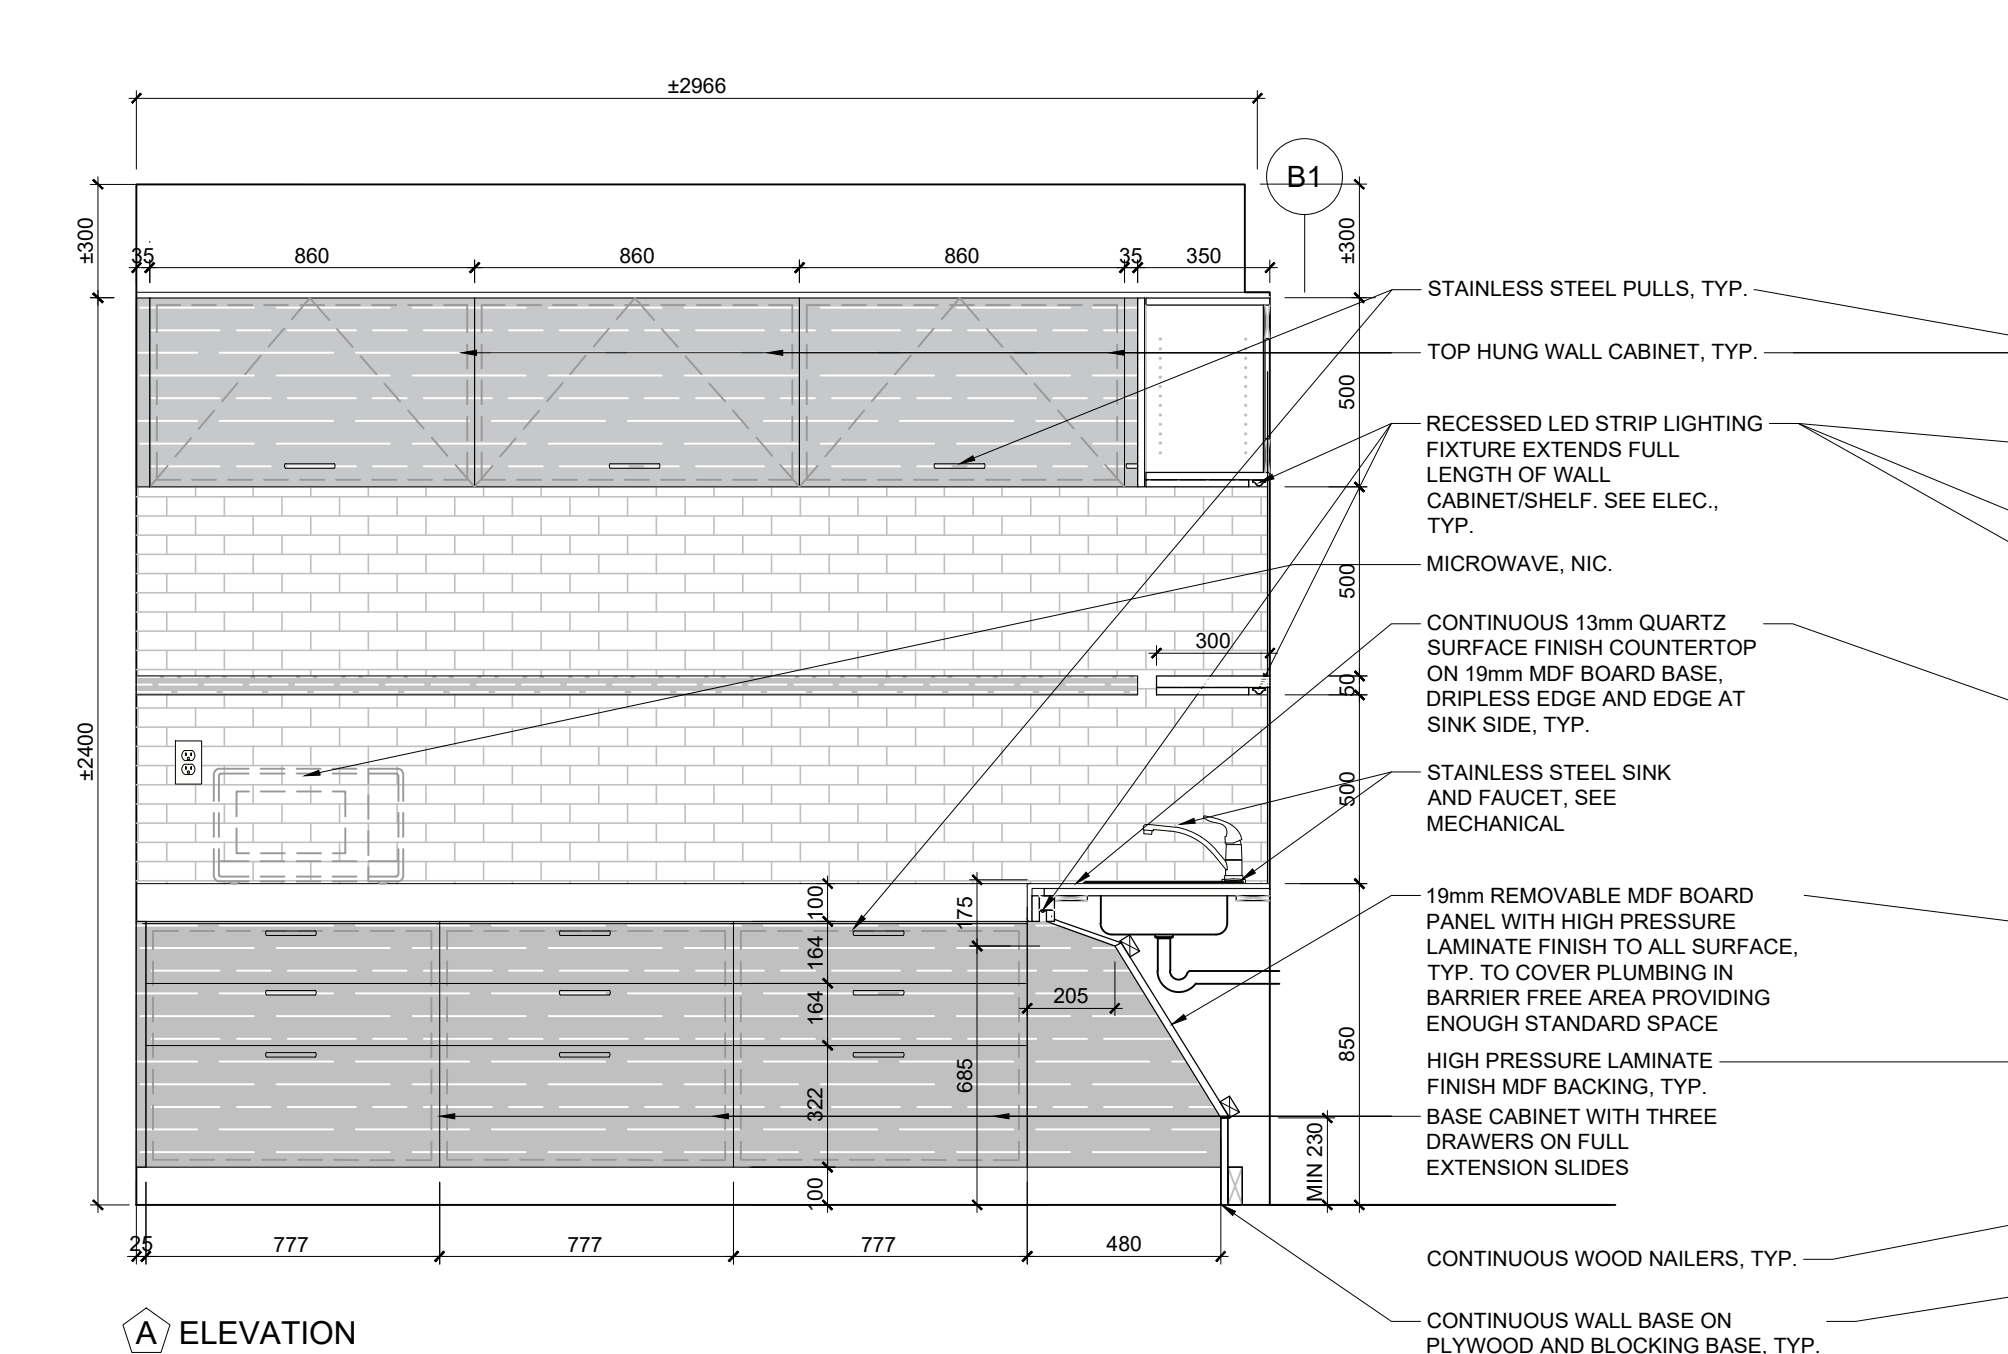 ±2966
B1
±300
±300
35
860
860
860
35
350
STAINLESS STEEL PULLS, TYP.
TOP HUNG WALL CABINET, TYP.
500
RECESSED LED STRIP LIGHTING
FIXTURE EXTENDS FULL
LENGTH OF WALL
CABINET/SHELF. SEE ELEC.,
TYP.
MICROWAVE, NIC.
500
CONTINUOUS 13mm QUARTZ
SURFACE FINISH COUNTERTOP
ON 19mm MDF BOARD BASE,
DRIPLESS EDGE AND EDGE AT
SINK SIDE, TYP.
300
50
±2400
STAINLESS STEEL SINK
AND FAUCET, SEE
MECHANICAL
500
19mm REMOVABLE MDF BOARD
PANEL WITH HIGH PRESSURE
LAMINATE FINISH TO ALL SURFACE,
TYP. TO COVER PLUMBING IN
BARRIER FREE AREA PROVIDING
ENOUGH STANDARD SPACE
100
175
164
164
205
685
850
322
HIGH PRESSURE LAMINATE
FINISH MDF BACKING, TYP.
BASE CABINET WITH THREE
DRAWERS ON FULL
EXTENSION SLIDES
MIN 230
100
25
777
777
777
480
CONTINUOUS WOOD NAILERS, TYP.
CONTINUOUS WALL BASE ON
PLYWOOD AND BLOCKING BASE, TYP.
A ELEVATION